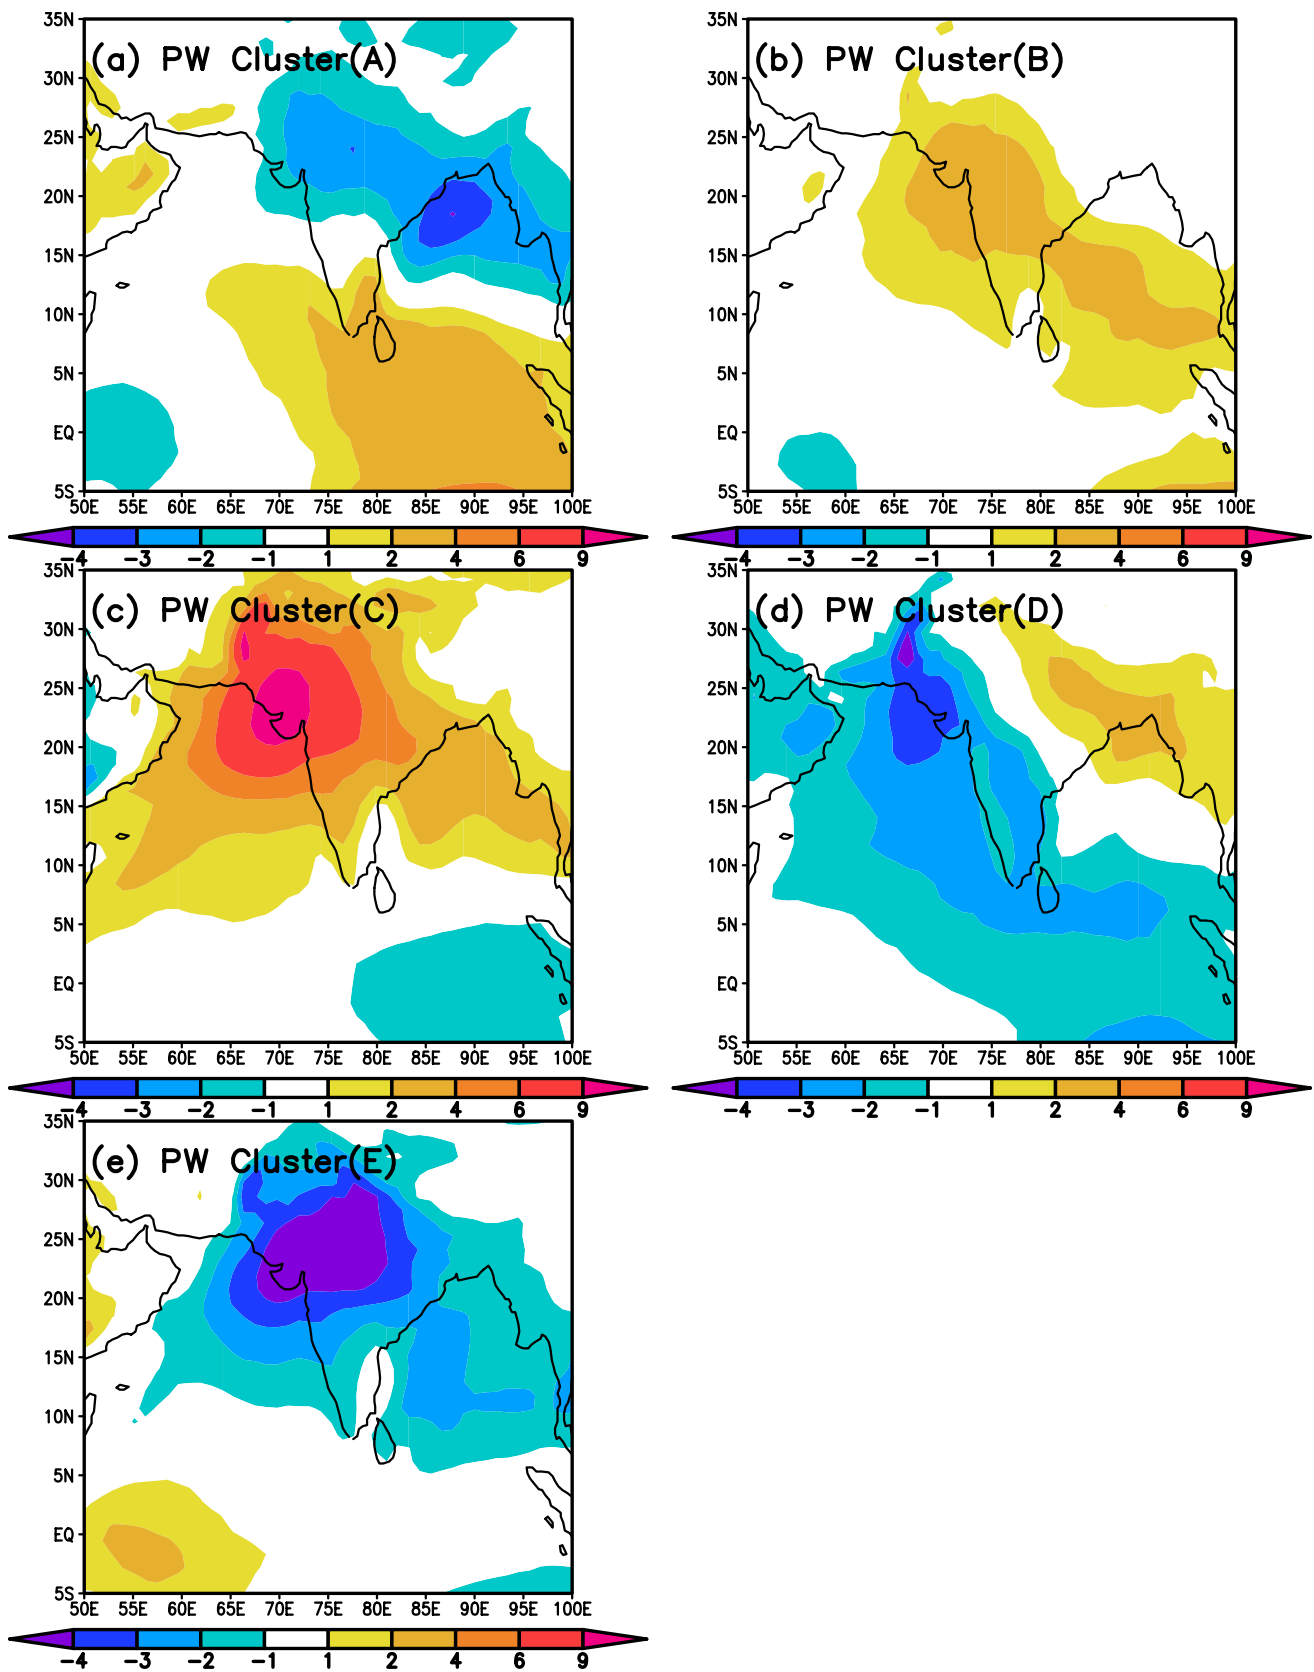 (a) PW Cluster(A)
35N
30N
25N
20N
15N
10N
5N
EQ
5S
50E 55E 60E 65E 70E 75E 80E 85E 90E 95E 100E
-4 -3 -2 -1 1 2 4 6 9
(b) PW Cluster(B)
35N
30N
25N
20N
15N
10N
5N
EQ
5S
50E 55E 60E 65E 70E 75E 80E 85E 90E 95E 100E
-4 -3 -2 -1 1 2 4 6 9
(c) PW Cluster(C)
35N
30N
25N
20N
15N
10N
5N
EQ
5S
50E 55E 60E 65E 70E 75E 80E 85E 90E 95E 100E
-4 -3 -2 -1 1 2 4 6 9
(d) PW Cluster(D)
35N
30N
25N
20N
15N
10N
5N
EQ
5S
50E 55E 60E 65E 70E 75E 80E 85E 90E 95E 100E
-4 -3 -2 -1 1 2 4 6 9
(e) PW Cluster(E)
35N
30N
25N
20N
15N
10N
5N
EQ
5S
50E 55E 60E 65E 70E 75E 80E 85E 90E 95E 100E
-4 -3 -2 -1 1 2 4 6 9